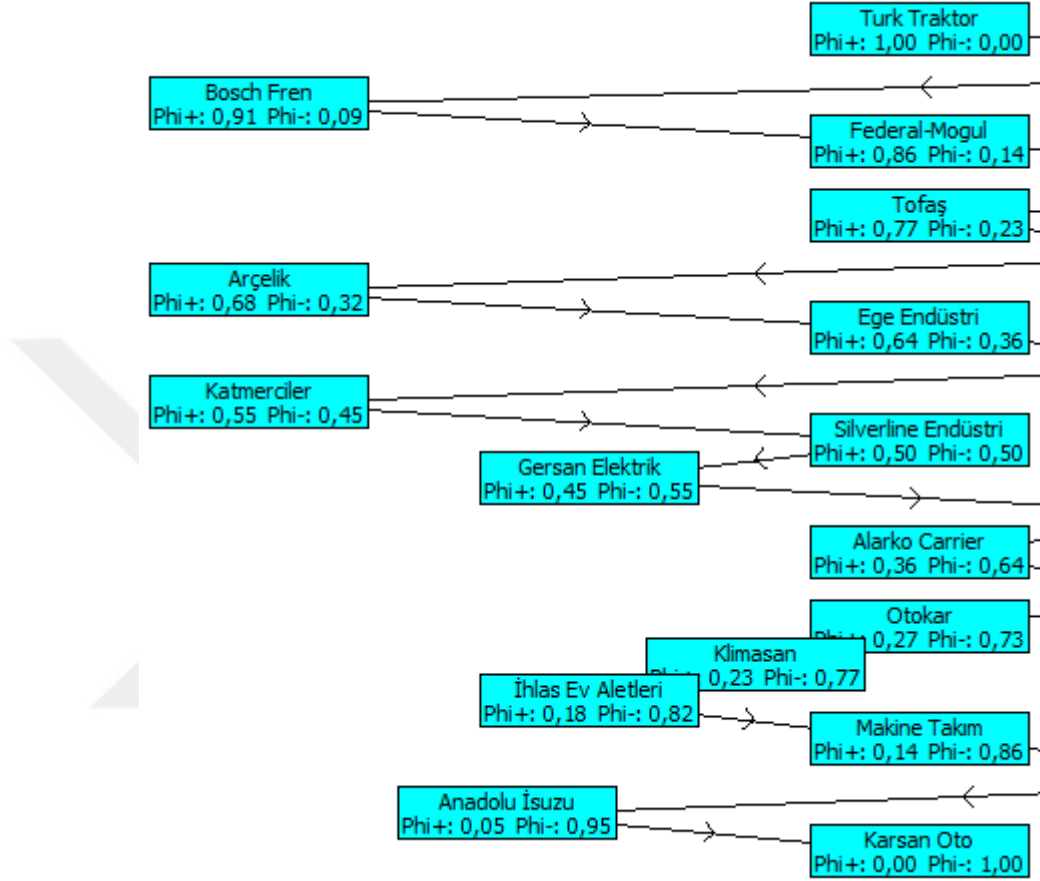 Turk Traktor
Phi+: 1,00 Phi-: 0,00
Bosch Fren
Phi+: 0,91 Phi-: 0,09
Federal-Mogul
Phi+: 0,86 Phi-: 0,14
Tofaş
Phi+: 0,77 Phi-: 0,23
Arçelik
Phi+: 0,68 Phi-: 0,32
Ege Endüstri
Phi+: 0,64 Phi-: 0,36
Katmerciler
Phi+: 0,55 Phi-: 0,45
Silverline Endüstri
Phi+: 0,50 Phi-: 0,50
Gersan Elektrik
Phi+: 0,45 Phi-: 0,55
Alarko Carrier
Phi+: 0,36 Phi-: 0,64
Otokar
0,27 Phi-: 0,73
Klimasan
0,23 Phi-: 0,77
İhlas Ev Aletleri
Phi+: 0,18 Phi-: 0,82
Makine Takım
Phi+: 0,14 Phi-: 0,86
Anadolu İsuzu
Phi+: 0,05 Phi-: 0,95
Karsan Oto
Phi+: 0,00 Phi-: 1,00